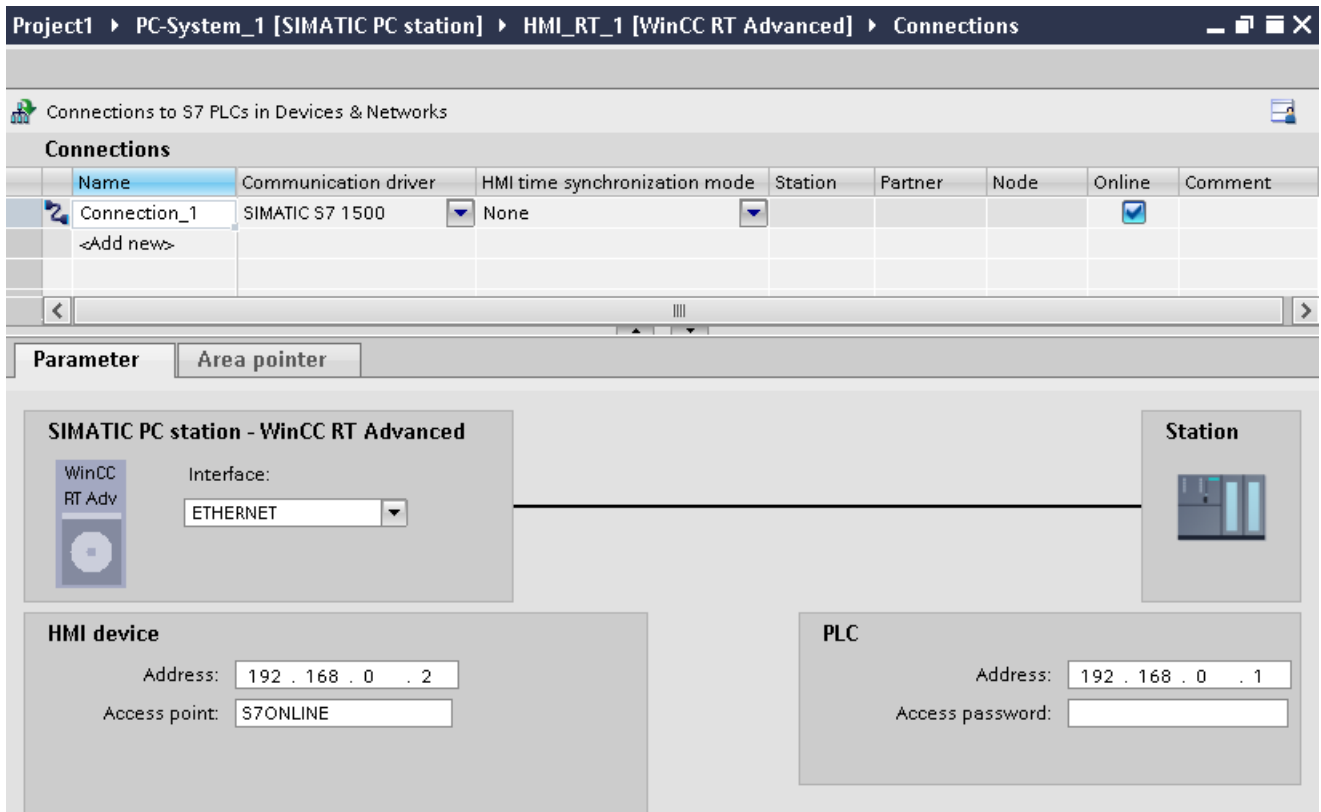 Project1 ▸ PC-System_1 [SIMATIC PC station] ▸ HMI_RT_1 [WinCC RT Advanced] ▸ Connections
Connections to S7 PLCs in Devices & Networks
Connections
Name Communication driver HMI time synchronization mode Station Partner Node Online Comment
Connection_1 SIMATIC S7 1500 None
<Add new>
Parameter Area pointer
SIMATIC PC station - WinCC RT Advanced Station
WinCC
RT Adv
Interface:
ETHERNET
HMI device PLC
Address: 192 . 168 . 0 . 2 Address: 192 . 168 . 0 . 1
Access point: S7ONLINE Access password: